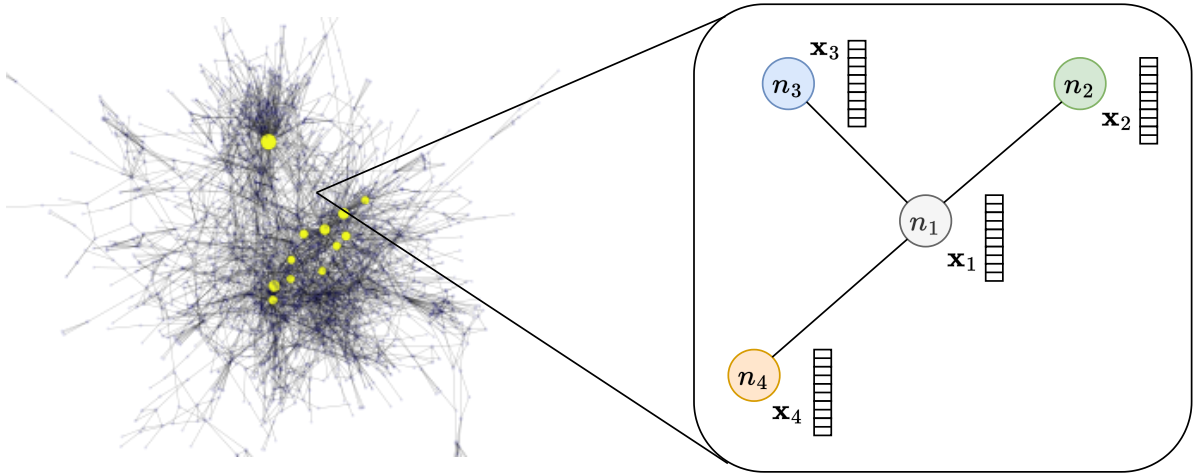 x₃
n₃
n₂
x₂
n₁
x₁
n₄
x₄